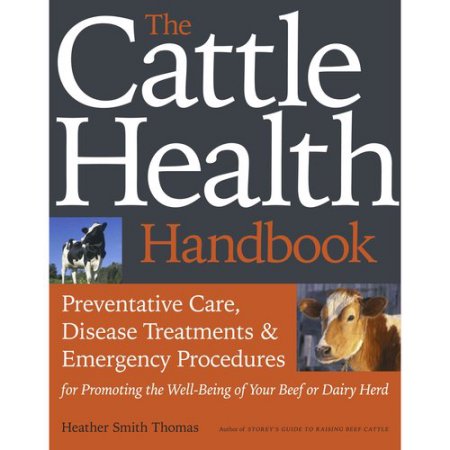 The
Cattle
Health
Handbook
Preventative Care,
Disease Treatments &
Emergency Procedures
for Promoting the Well-Being of Your Beef or Dairy Herd
Heather Smith Thomas
Author of STOREY'S GUIDE TO RAISING BEEF CATTLE